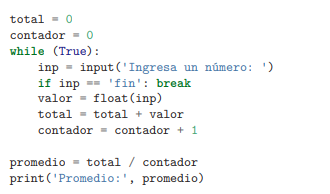 total = 0
contador = 0
while (True):
    inp = input('Ingresa un número: ')
    if inp == 'fin': break
    valor = float(inp)
    total = total + valor
    contador = contador + 1

promedio = total / contador
print('Promedio:', promedio)